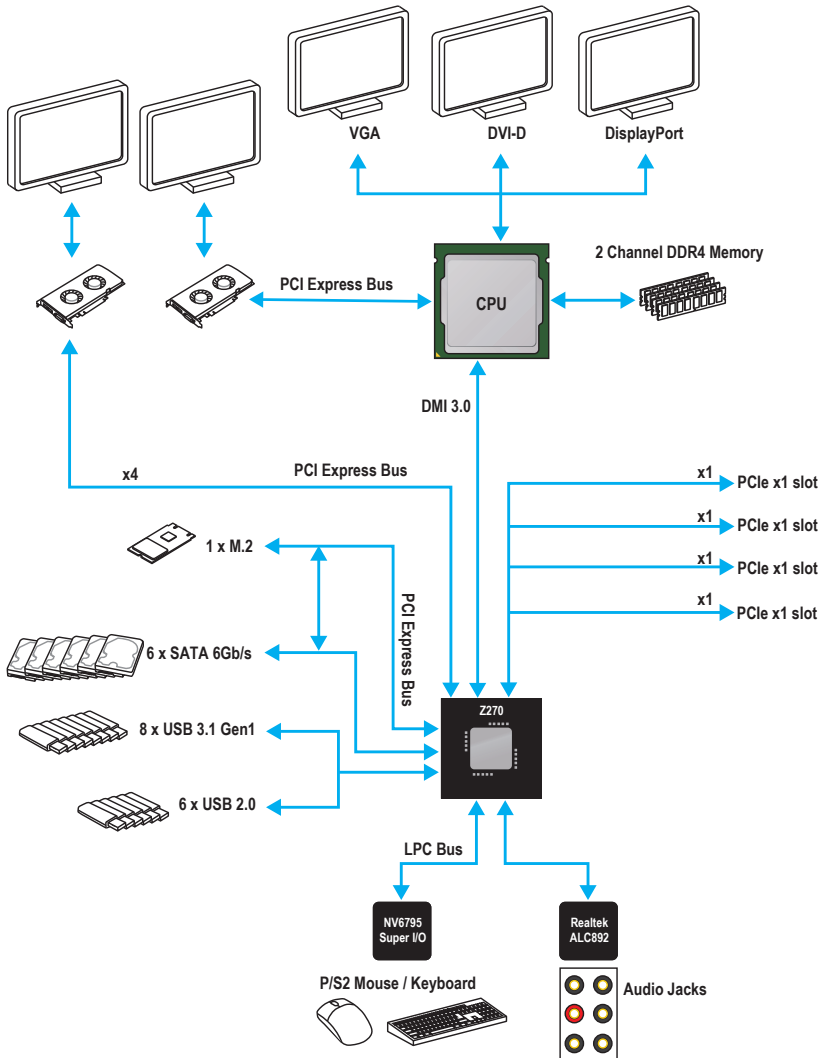 VGA
DVI-D
DisplayPort
2 Channel DDR4 Memory
PCI Express Bus
CPU
DMI 3.0
x4
PCI Express Bus
x1
PCIe x1 slot
x1
PCIe x1 slot
x1
PCIe x1 slot
x1
PCIe x1 slot
1 x M.2
PCI Express Bus
6 x SATA 6Gb/s
Z270
8 x USB 3.1 Gen1
6 x USB 2.0
LPC Bus
NV6795
Super I/O
Realtek
ALC892
P/S2 Mouse / Keyboard
Audio Jacks